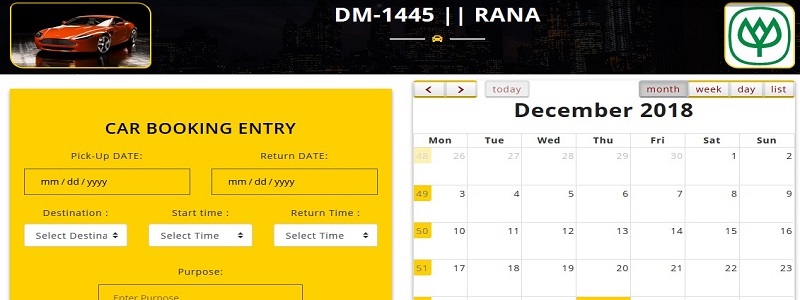 DM-1445 || RANA
CAR BOOKING ENTRY
Pick-Up DATE: Return DATE:
mm / dd / yyyy mm / dd / yyyy
Destination : Start time : Return Time :
Select Destina Select Time Select Time
Purpose:
Enter Purpose
today month week day list
December 2018
Mon Tue Wed Thu Fri Sat Sun
48 26 27 28 29 30 1 2
49 3 4 5 6 7 8 9
50 10 11 12 13 14 15 16
51 17 18 19 20 21 22 23